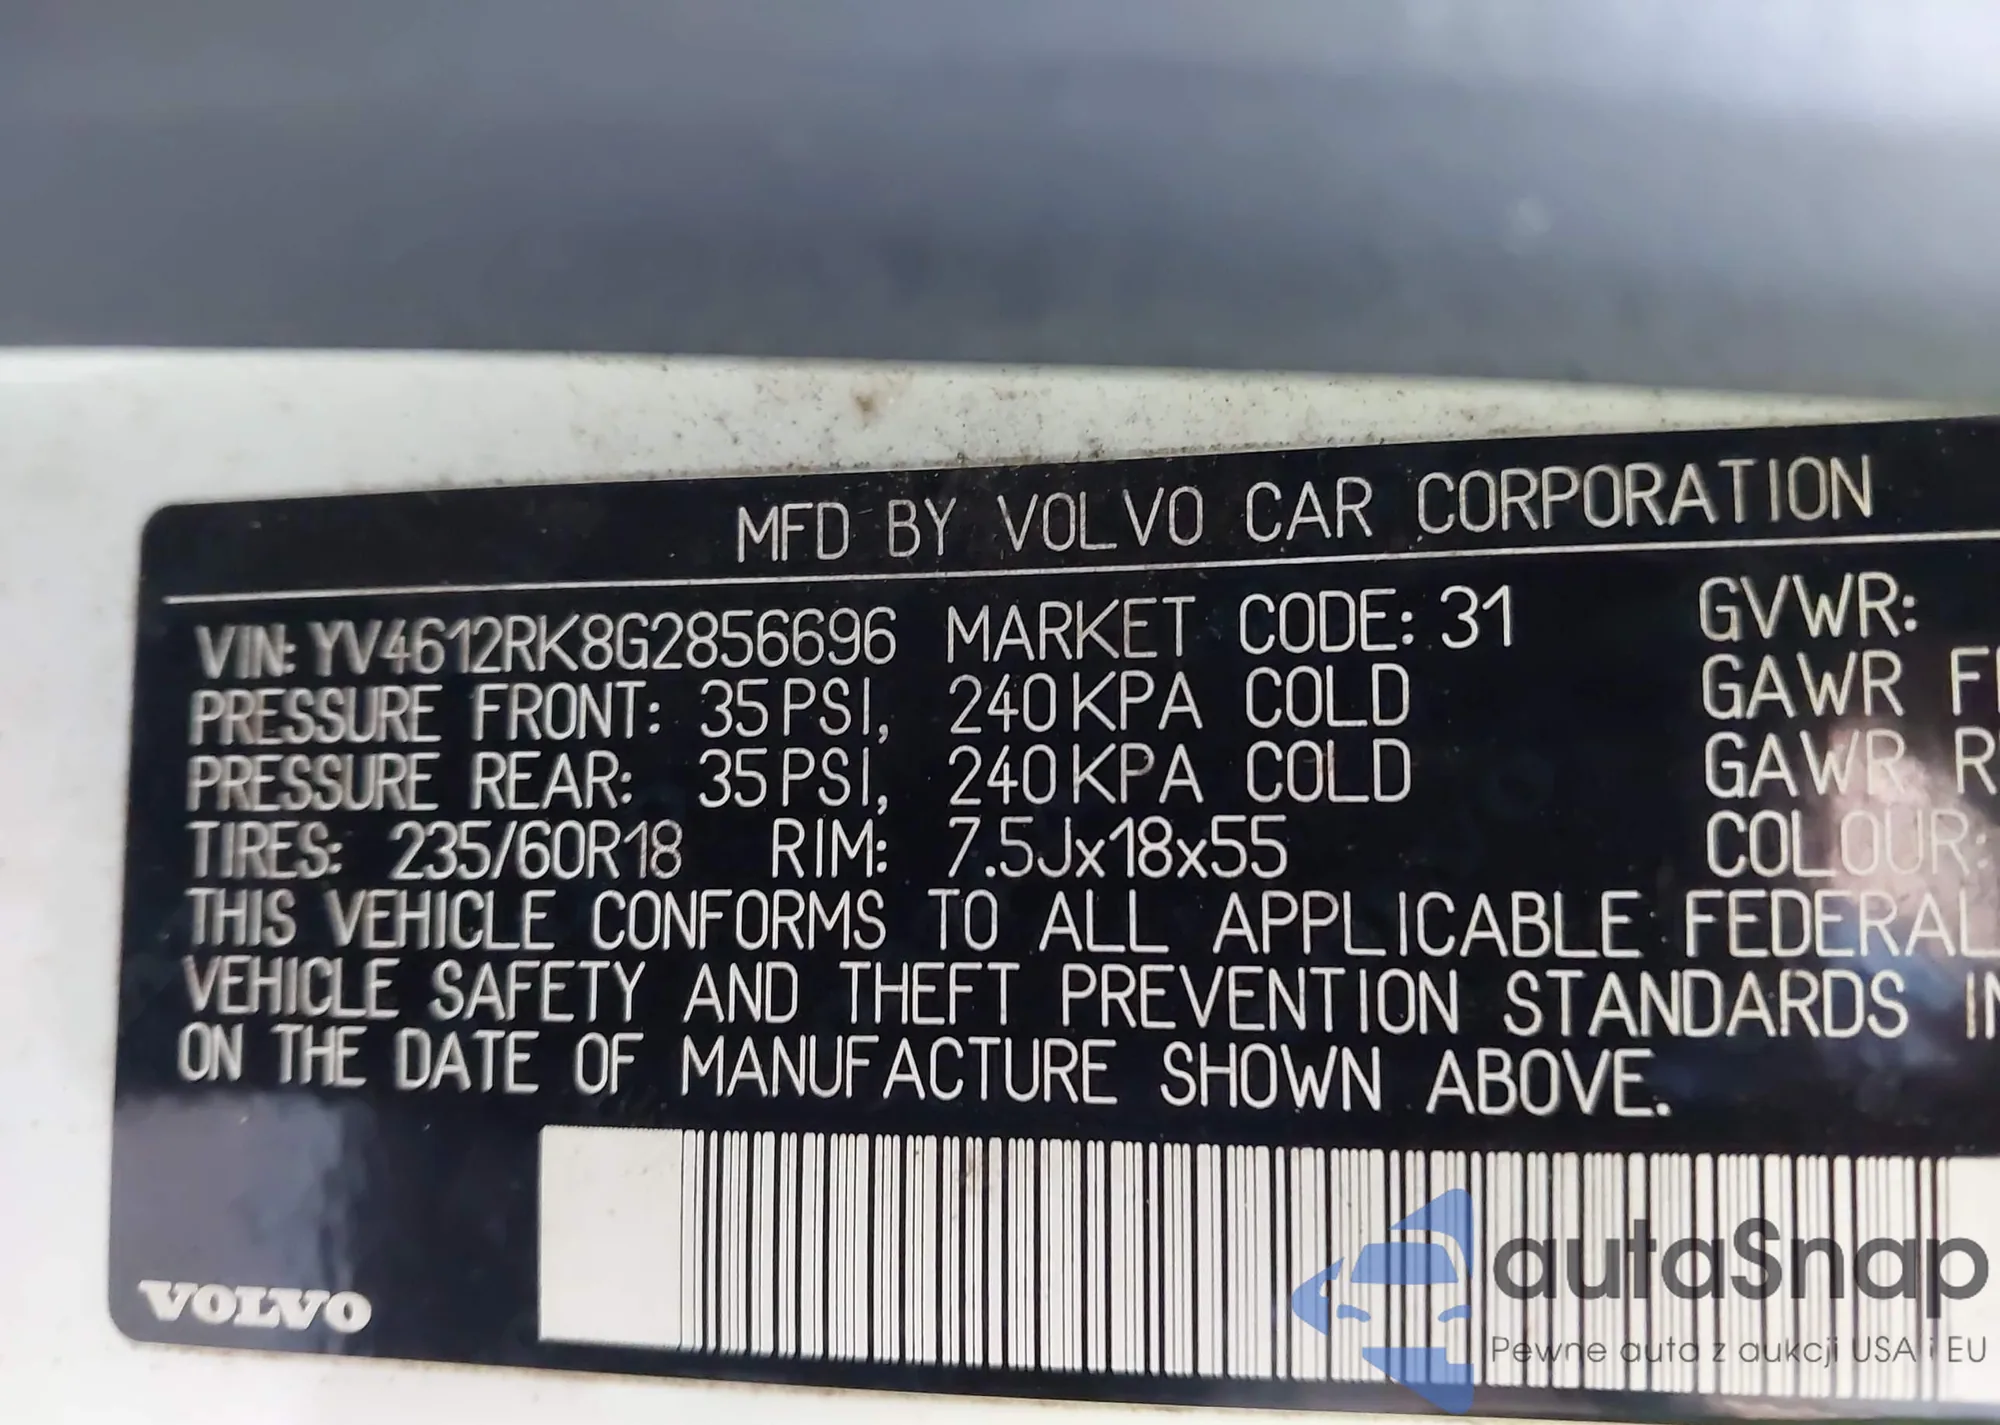 MFD BY VOLVO CAR CORPORATION
VIN: YV4612RK8G2856696 MARKET CODE: 31 GVWR:
PRESSURE FRONT: 35PSI, 240KPA COLD GAWR
PRESSURE REAR: 35PSI, 240KPA COLD GAWR
TIRES: 235/60R18 RIM: 7.5Jx18x55 COLOUR:
THIS VEHICLE CONFORMS TO ALL APPLICABLE FEDERAL
VEHICLE SAFETY AND THEFT PREVENTION STANDARDS
ON THE DATE OF MANUFACTURE SHOWN ABOVE.
VOLVO
autaSnap
Pewne auto z aukcji USA i EU